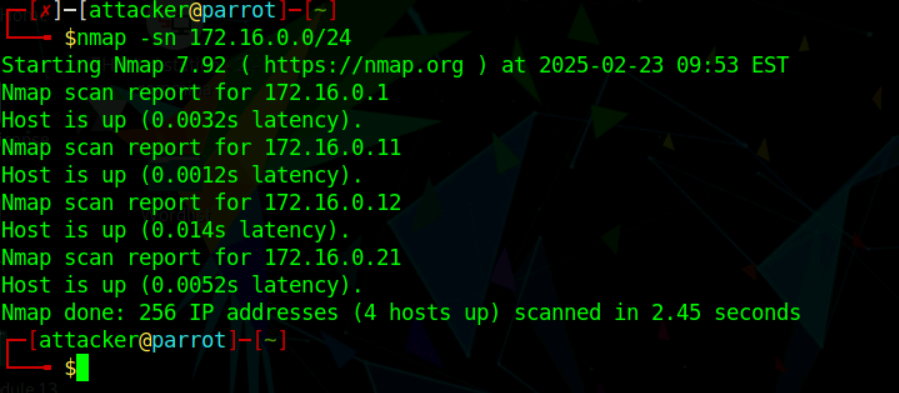 ┌─[✗]─[attacker@parrot]─[~]
└──╼ $nmap -sn 172.16.0.0/24
Starting Nmap 7.92 ( https://nmap.org ) at 2025-02-23 09:53 EST
Nmap scan report for 172.16.0.1
Host is up (0.0032s latency).
Nmap scan report for 172.16.0.11
Host is up (0.0012s latency).
Nmap scan report for 172.16.0.12
Host is up (0.014s latency).
Nmap scan report for 172.16.0.21
Host is up (0.0052s latency).
Nmap done: 256 IP addresses (4 hosts up) scanned in 2.45 seconds
┌─[attacker@parrot]─[~]
└──╼ $